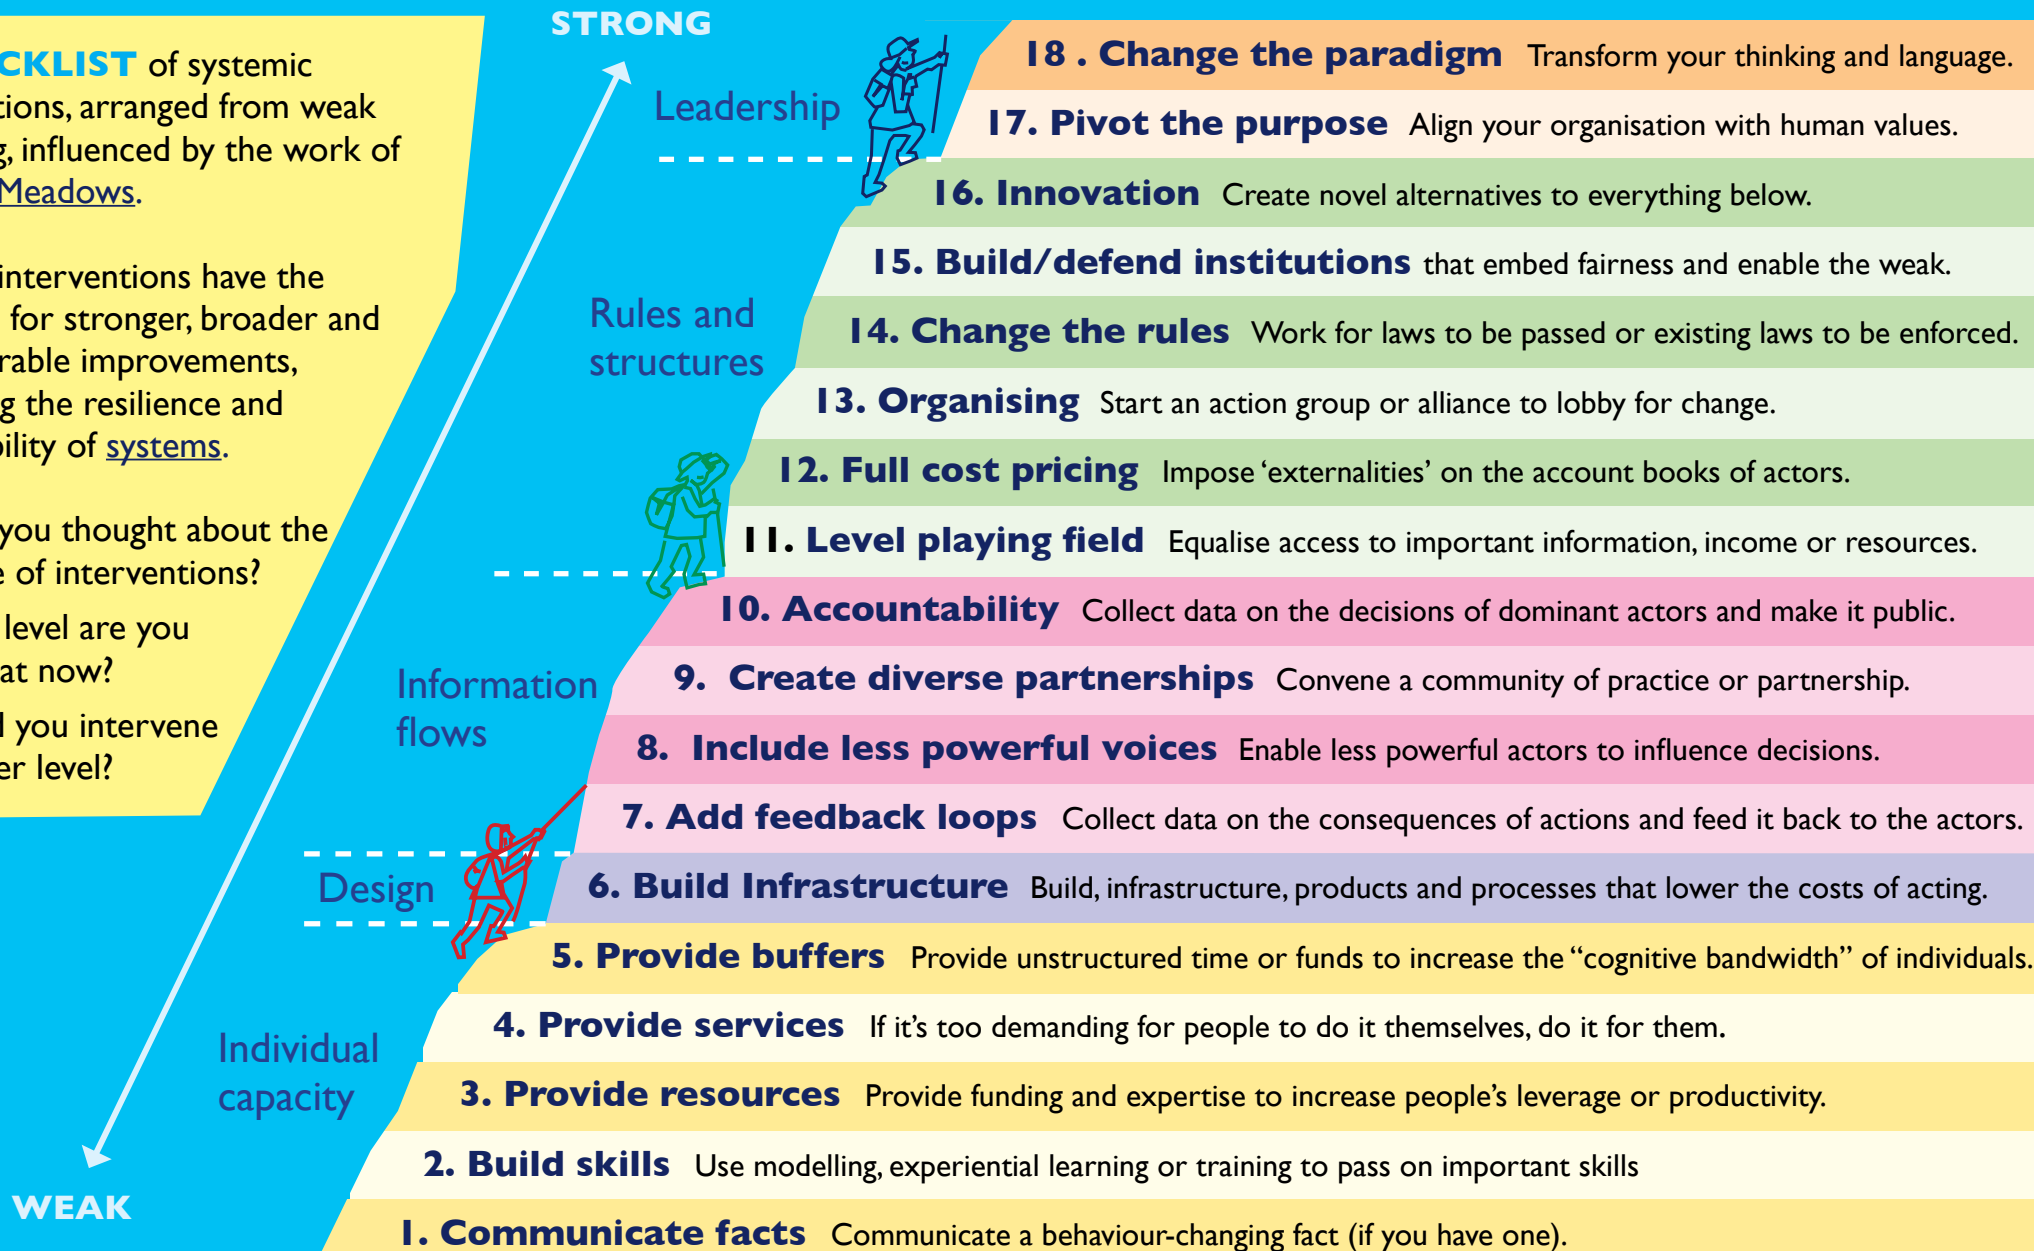 CKLIST of systemic
tions, arranged from weak
g, influenced by the work of
Meadows.
interventions have the
for stronger, broader and
rable improvements,
g the resilience and
bility of systems.
you thought about the
e of interventions?
level are you
at now?
d you intervene
er level?
STRONG
WEAK
Leadership
18 . Change the paradigm Transform your thinking and language.
17. Pivot the purpose Align your organisation with human values.
Rules and
structures
16. Innovation Create novel alternatives to everything below.
15. Build/defend institutions that embed fairness and enable the weak.
14. Change the rules Work for laws to be passed or existing laws to be enforced.
13. Organising Start an action group or alliance to lobby for change.
12. Full cost pricing Impose ‘externalities’ on the account books of actors.
11. Level playing field Equalise access to important information, income or resources.
Information
flows
10. Accountability Collect data on the decisions of dominant actors and make it public.
9. Create diverse partnerships Convene a community of practice or partnership.
8. Include less powerful voices Enable less powerful actors to influence decisions.
7. Add feedback loops Collect data on the consequences of actions and feed it back to the actors.
Design
6. Build Infrastructure Build, infrastructure, products and processes that lower the costs of acting.
Individual
capacity
5. Provide buffers Provide unstructured time or funds to increase the “cognitive bandwidth” of individuals.
4. Provide services If it’s too demanding for people to do it themselves, do it for them.
3. Provide resources Provide funding and expertise to increase people’s leverage or productivity.
2. Build skills Use modelling, experiential learning or training to pass on important skills
1. Communicate facts Communicate a behaviour-changing fact (if you have one).